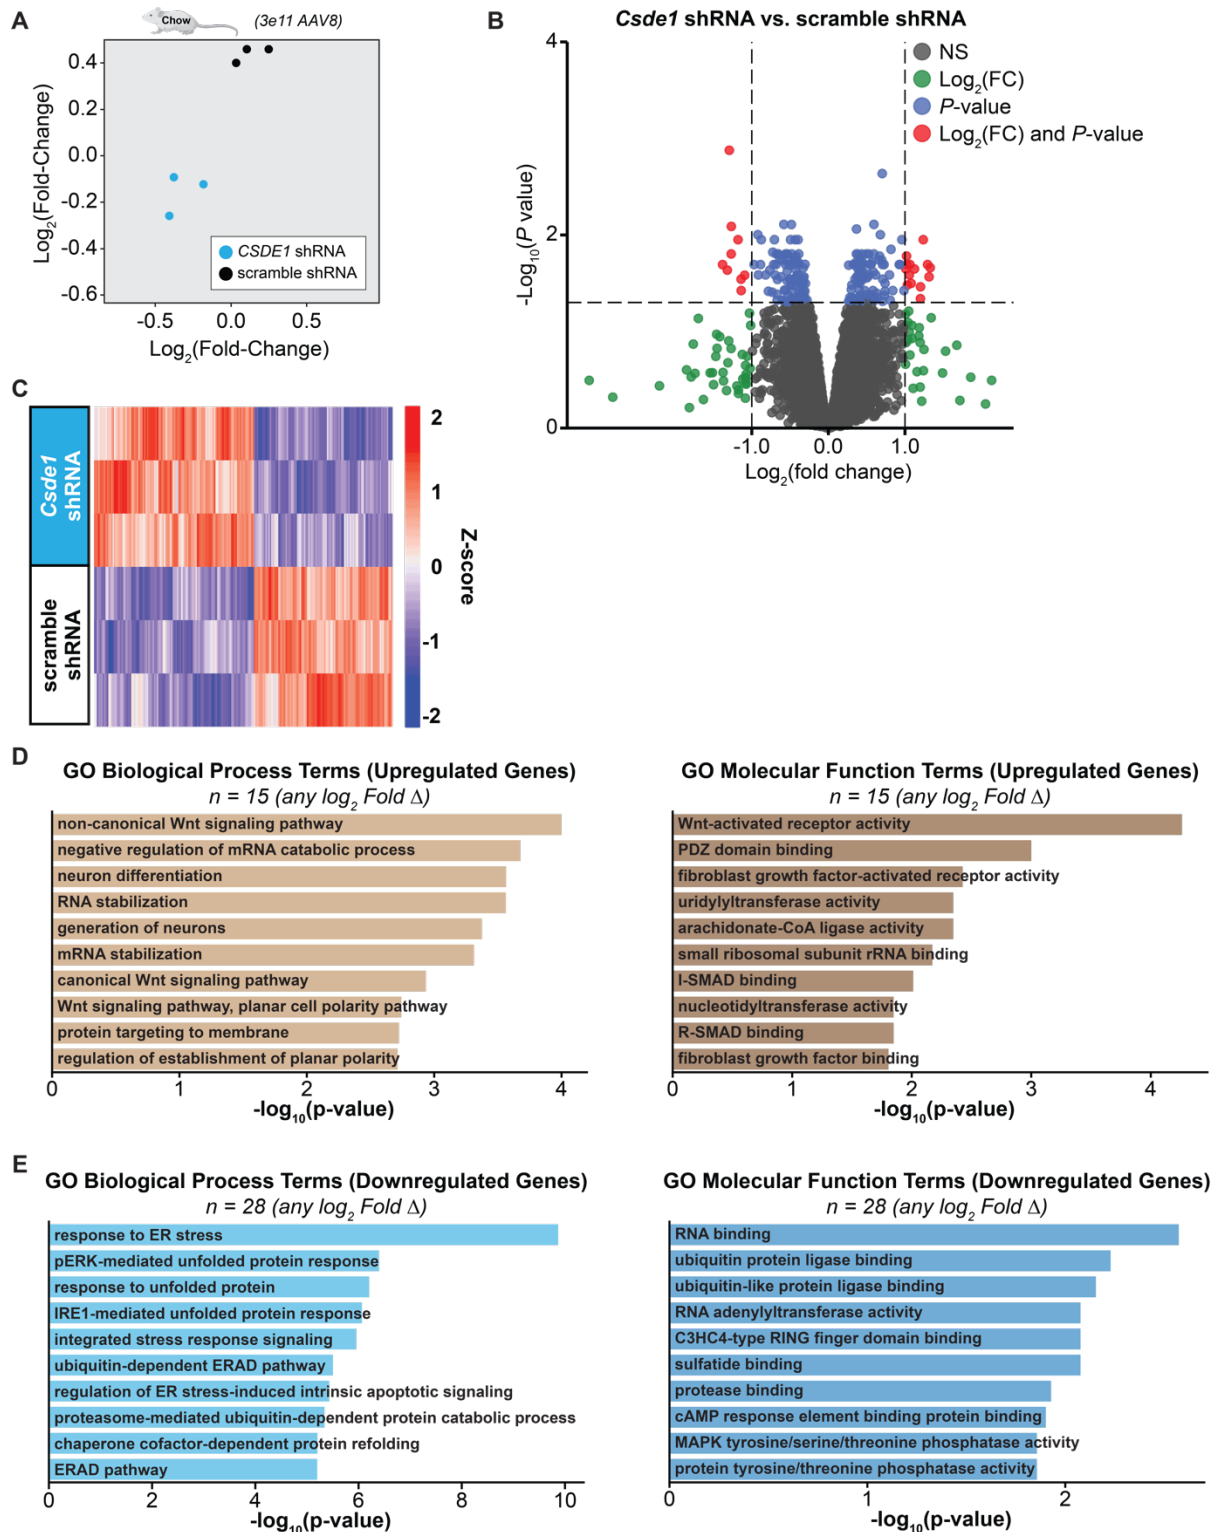 A
Chow
(3e11 AAV8)
Log2(Fold-Change)
0.4
0.2
0.0
-0.2
-0.4
-0.6
CSDE1 shRNA
scramble shRNA
-0.5
0.0
0.5
Log2(Fold-Change)
B
Csde1 shRNA vs. scramble shRNA
-Log10(P value)
4
2
0
NS
Log2(FC)
P-value
Log2(FC) and P-value
-1.0
0.0
1.0
Log2(fold change)
C
Csde1
shRNA
scramble
shRNA
2
1
0
-1
-2
Z-score
D
GO Biological Process Terms (Upregulated Genes)
n = 15 (any log2 Fold Δ)
non-canonical Wnt signaling pathway
negative regulation of mRNA catabolic process
neuron differentiation
RNA stabilization
generation of neurons
mRNA stabilization
canonical Wnt signaling pathway
Wnt signaling pathway, planar cell polarity pathway
protein targeting to membrane
regulation of establishment of planar polarity
0
1
2
3
4
-log10(p-value)
GO Molecular Function Terms (Upregulated Genes)
n = 15 (any log2 Fold Δ)
Wnt-activated receptor activity
PDZ domain binding
fibroblast growth factor-activated receptor activity
uridylyltransferase activity
arachidonate-CoA ligase activity
small ribosomal subunit rRNA binding
I-SMAD binding
nucleotidyltransferase activity
R-SMAD binding
fibroblast growth factor binding
0
1
2
3
4
-log10(p-value)
E
GO Biological Process Terms (Downregulated Genes)
n = 28 (any log2 Fold Δ)
response to ER stress
pERK-mediated unfolded protein response
response to unfolded protein
IRE1-mediated unfolded protein response
integrated stress response signaling
ubiquitin-dependent ERAD pathway
regulation of ER stress-induced intrinsic apoptotic signaling
proteasome-mediated ubiquitin-dependent protein catabolic process
chaperone cofactor-dependent protein refolding
ERAD pathway
0
2
4
6
8
10
-log10(p-value)
GO Molecular Function Terms (Downregulated Genes)
n = 28 (any log2 Fold Δ)
RNA binding
ubiquitin protein ligase binding
ubiquitin-like protein ligase binding
RNA adenylyltransferase activity
C3HC4-type RING finger domain binding
sulfatide binding
protease binding
cAMP response element binding protein binding
MAPK tyrosine/serine/threonine phosphatase activity
protein tyrosine/threonine phosphatase activity
0
1
2
-log10(p-value)